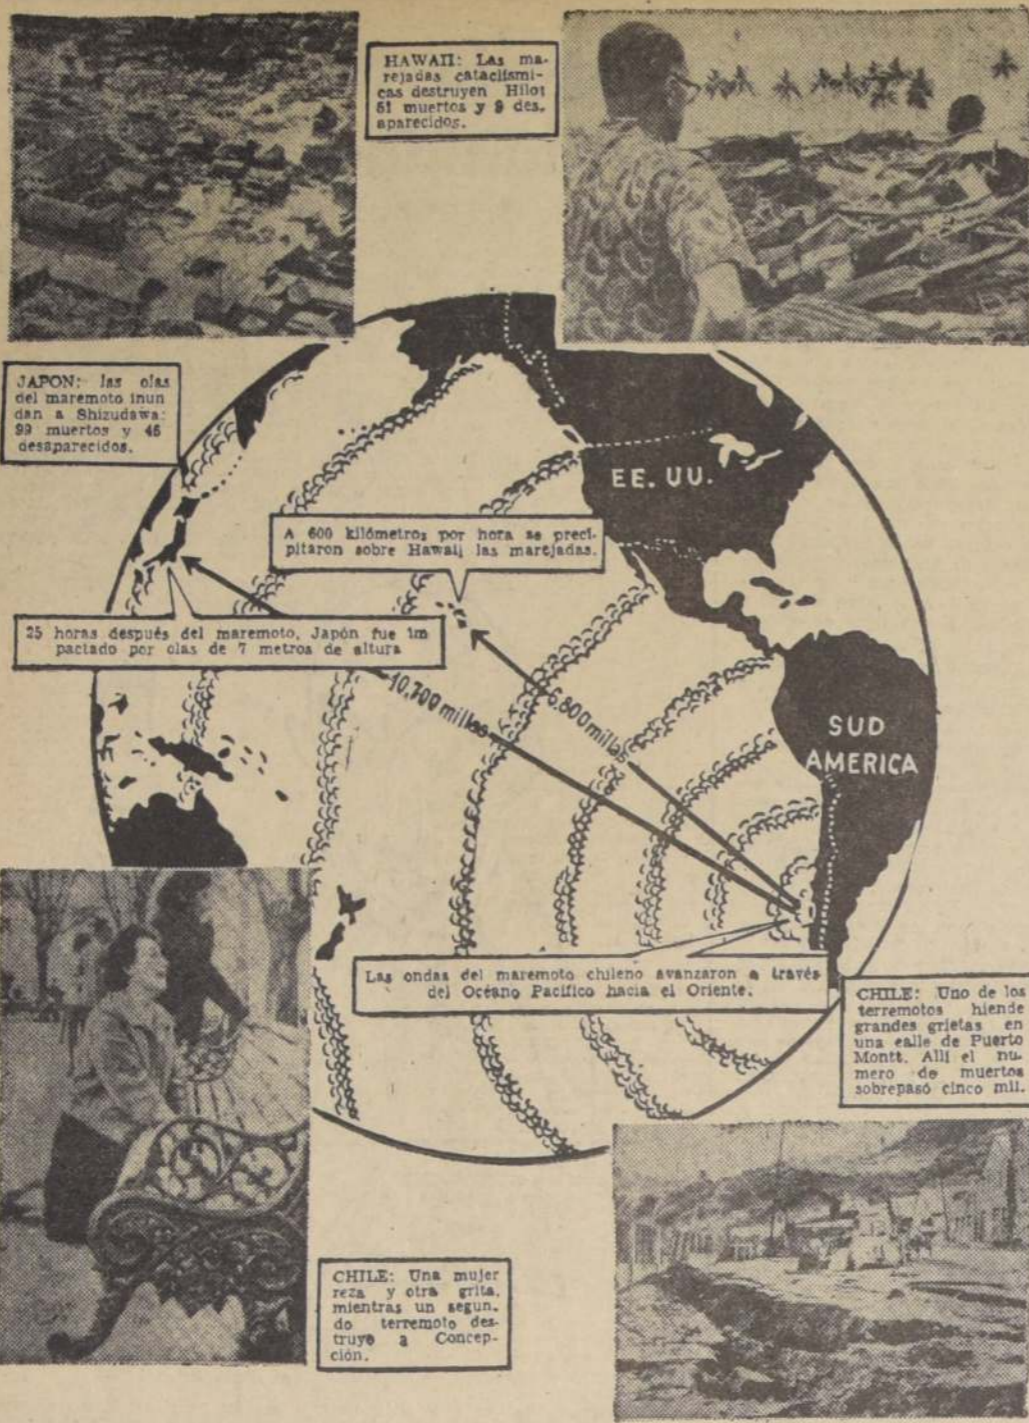 HAWAII: Las ma-
rejadas cataclísmi-
cas destruyen Hilo:
61 muertos y 9 des.
aparecidos.
JAPON: las olas
del maremoto inun
dan a Shizudawa:
99 muertos y 46
desaparecidos.
EE. UU.
A 600 kilómetros por hora se preci-
pitaron sobre Hawaii las marejadas.
25 horas después del maremoto, Japón fue im
pactado por olas de 7 metros de altura
10,700 millas
6,800 millas
SUD
AMERICA
Las ondas del maremoto chileno avanzaron a través
del Océano Pacífico hacia el Oriente.
CHILE: Uno de los
terremotos hiende
grandes grietas en
una calle de Puerto
Montt. Allí el nu-
mero de muertos
sobrepasó cinco mil.
CHILE: Una mujer
reza y otra grita,
mientras un segun.
do terremoto des-
truye a Concep-
ción.